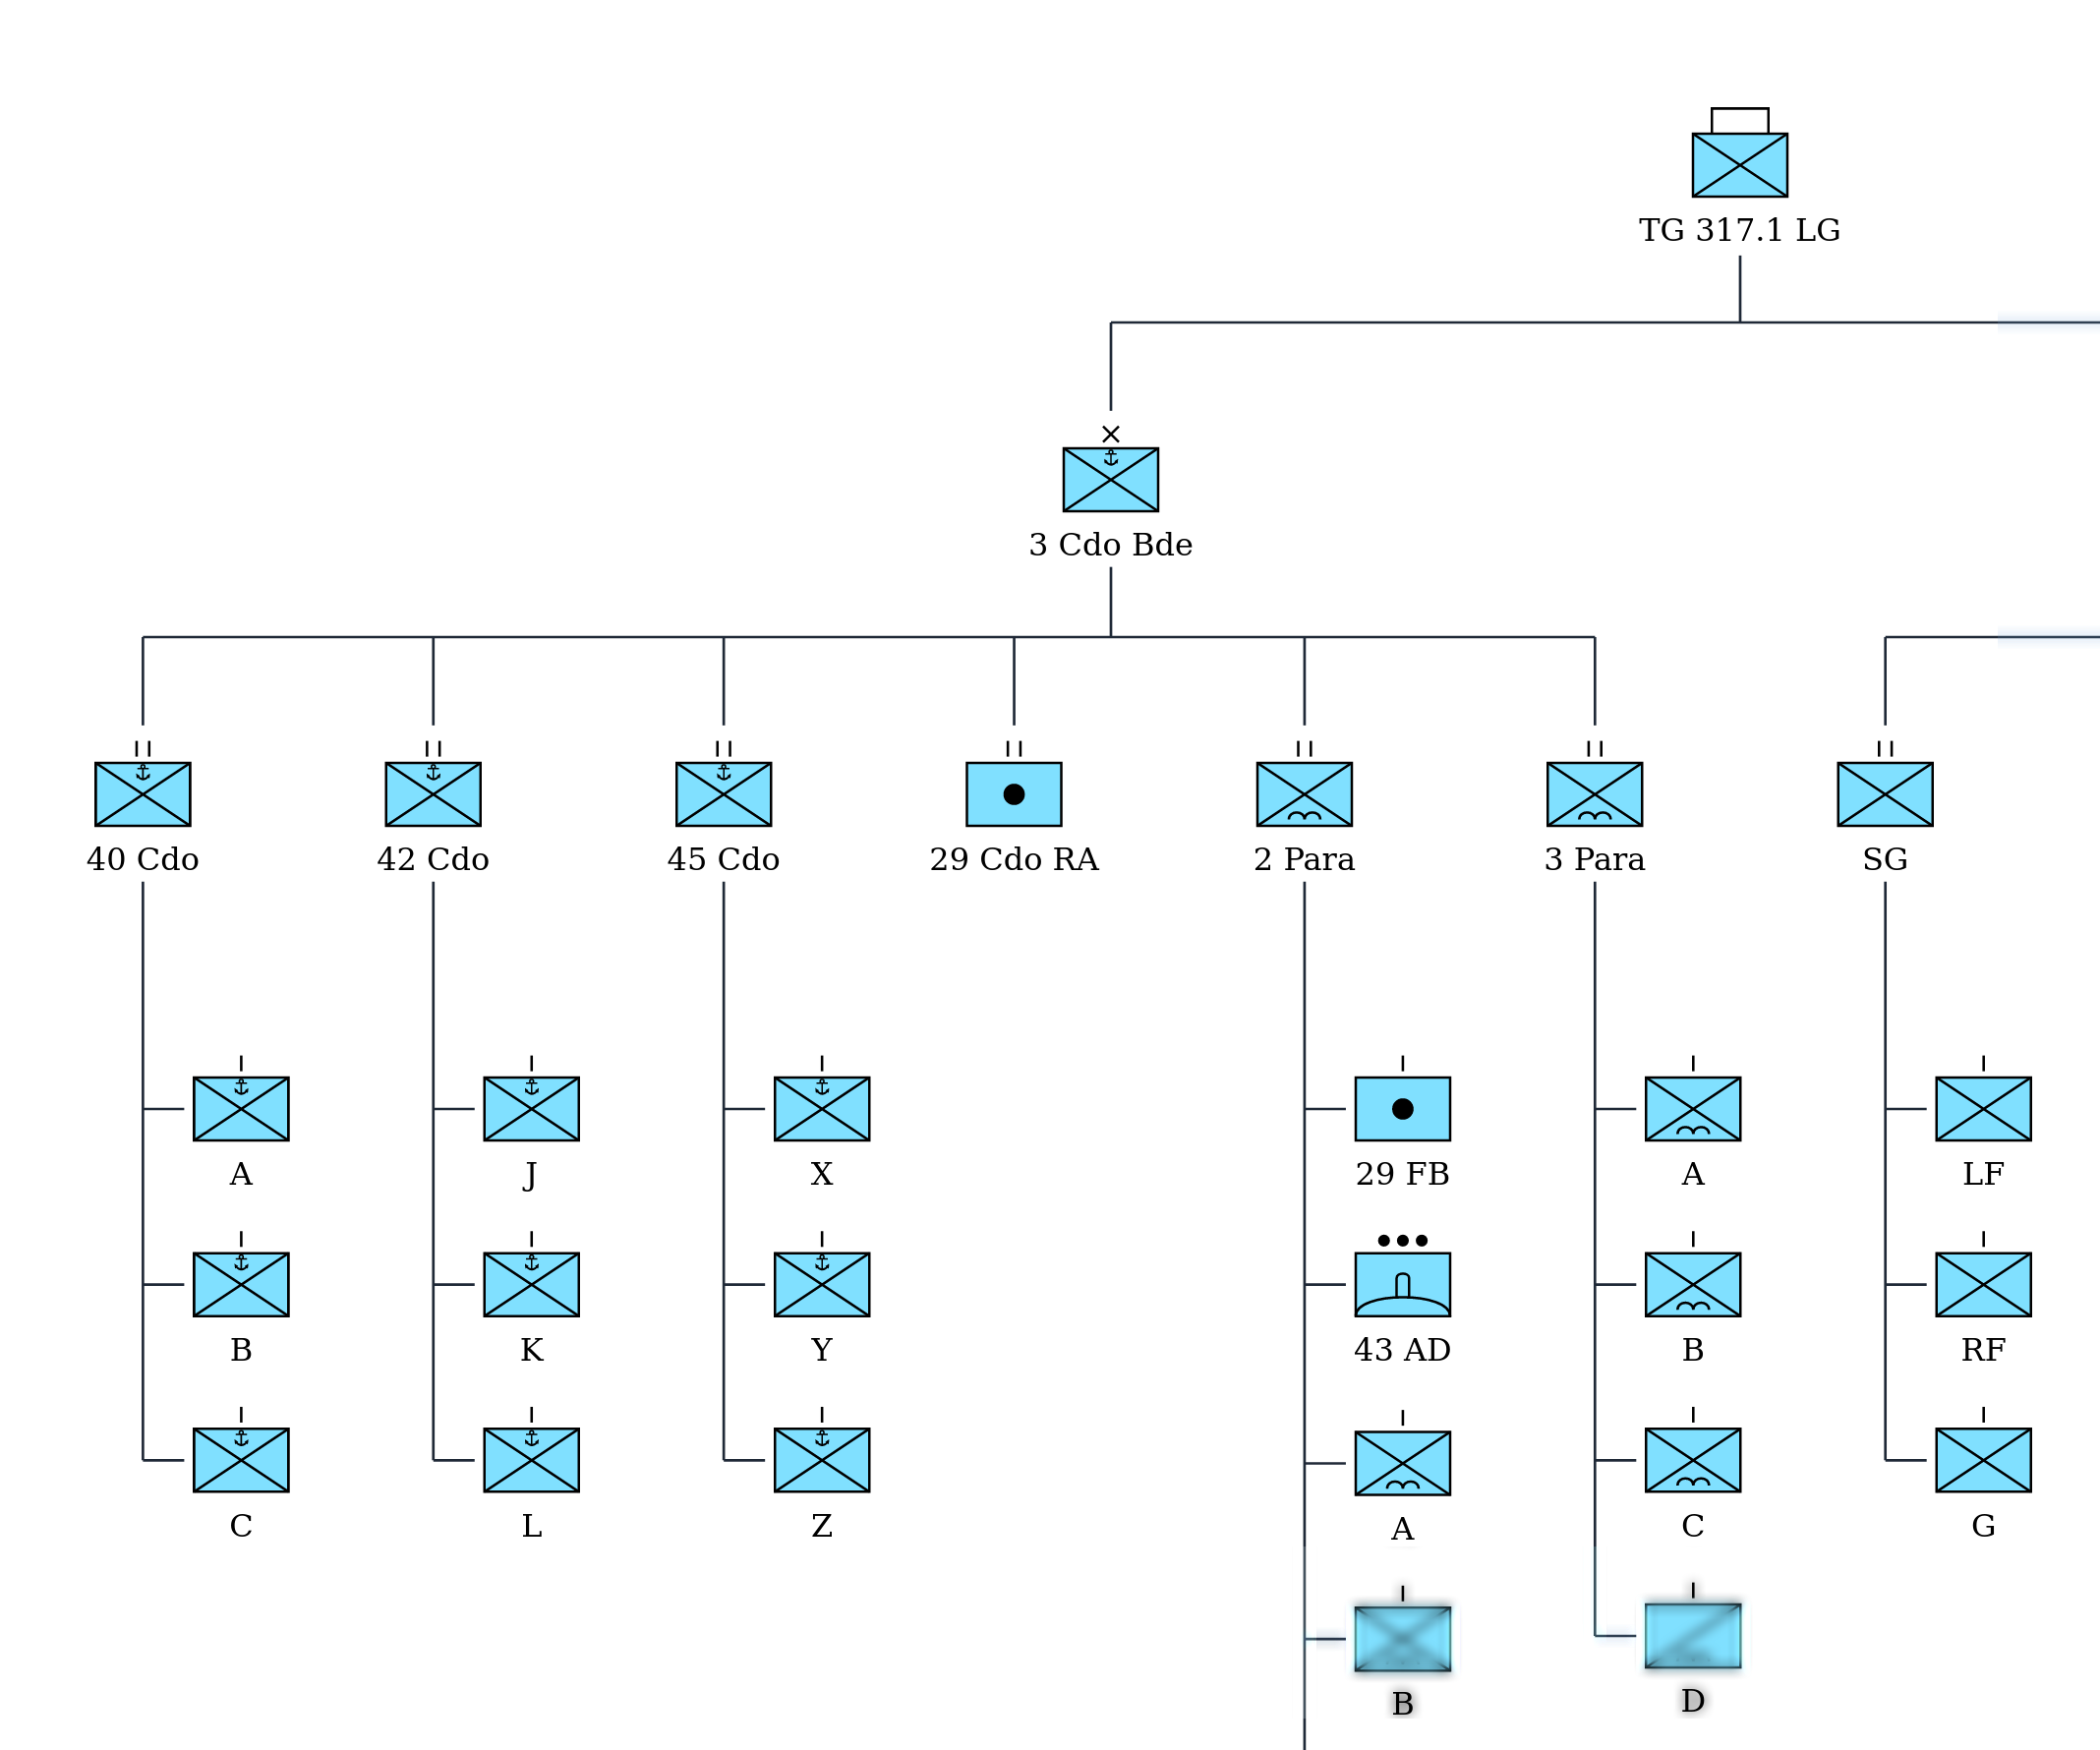 TG 317.1 LG
3 Cdo Bde
40 Cdo
42 Cdo
45 Cdo
29 Cdo RA
2 Para
3 Para
SG
A
J
X
29 FB
A
LF
B
K
Y
43 AD
B
RF
C
L
Z
A
C
G
B
D